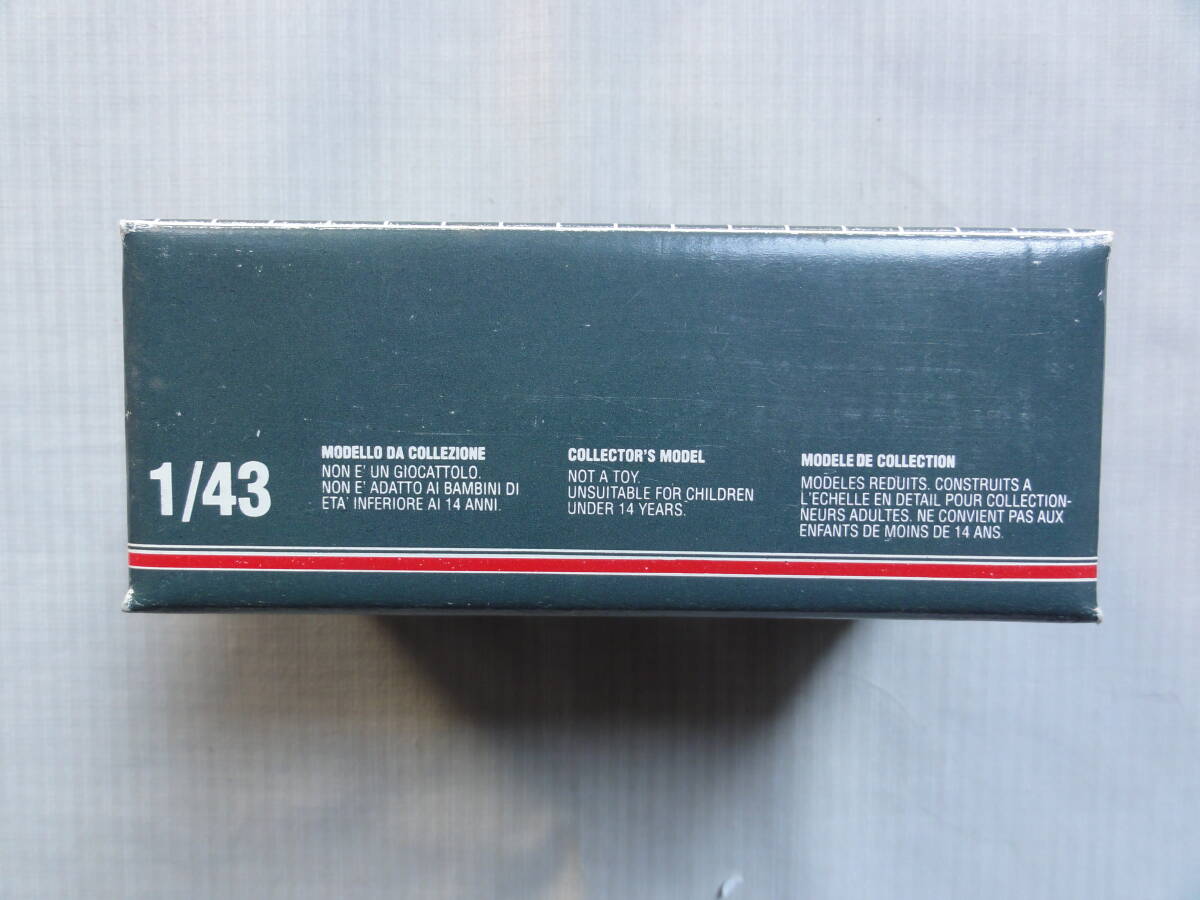 1/43
MODELLO DA COLLEZIONE
NON E' UN GIOCATTOLO.
NON E' ADATTO AI BAMBINI DI
ETA' INFERIORE AI 14 ANNI.
COLLECTOR'S MODEL
NOT A TOY.
UNSUITABLE FOR CHILDREN
UNDER 14 YEARS.
MODELE DE COLLECTION
MODELES REDUITS. CONSTRUITS A
L'ECHELLE EN DETAIL POUR COLLECTION-
NEURS ADULTES. NE CONVIENT PAS AUX
ENFANTS DE MOINS DE 14 ANS.